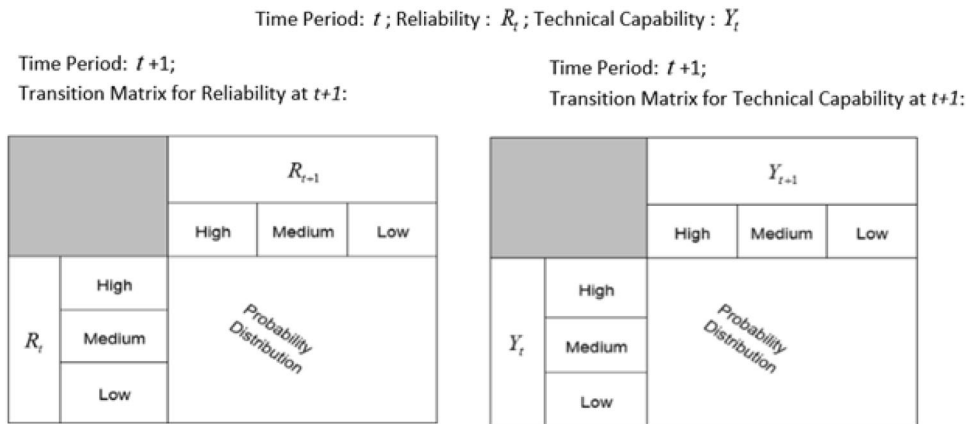 Time Period: t ; Reliability : R_t ; Technical Capability : Y_t
Time Period: t +1;
Transition Matrix for Reliability at t+1:
R_{t+1}
High Medium Low
R_t
High
Medium
Low
Probability
Distribution
Time Period: t +1;
Transition Matrix for Technical Capability at t+1:
Y_{t+1}
High Medium Low
Y_t
High
Medium
Low
Probability
Distribution